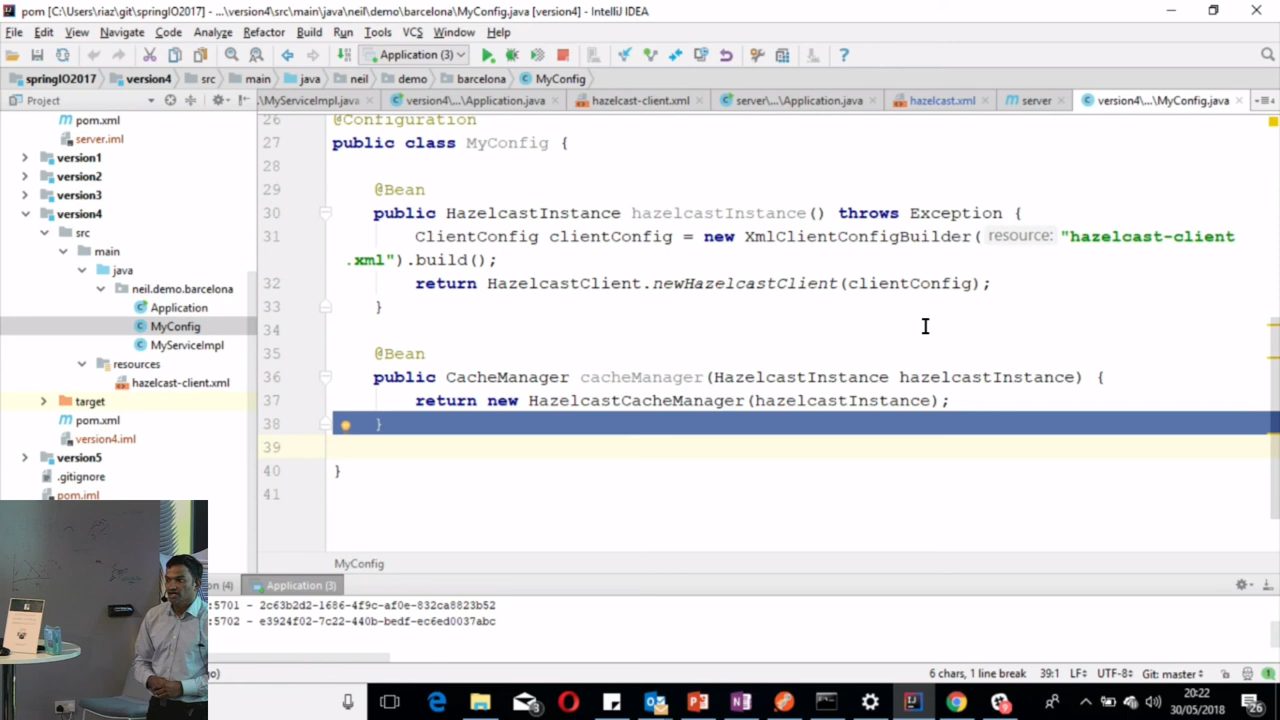 pom [C:\Users\riaz\git\springIO2017] - ...\version4\src\main\java\neil\demo\barcelona\MyConfig.java [version4] - IntelliJ IDEA
File Edit View Navigate Code Analyze Refactor Build Run Tools VCS Window Help
Application (3)
springIO2017 version4 src main java neil demo barcelona MyConfig
Project
.\MyServiceImpl.java version4\...\Application.java hazelcast-client.xml server\...\Application.java hazelcast.xml server version4\...\MyConfig.java
pom.xml
server.iml
version1
version2
version3
version4
src
main
java
neil.demo.barcelona
Application
MyConfig
MyServiceImpl
resources
hazelcast-client.xml
target
pom.xml
version4.iml
version5
.gitignore
pom.iml
26 @Configuration
27 public class MyConfig {
28
29 @Bean
30 public HazelcastInstance hazelcastInstance() throws Exception {
31 ClientConfig clientConfig = new XmlClientConfigBuilder( resource: "hazelcast-client
.xml").build();
32 return HazelcastClient.newHazelcastClient(clientConfig);
33 }
34
35 @Bean
36 public CacheManager cacheManager(HazelcastInstance hazelcastInstance) {
37 return new HazelcastCacheManager(hazelcastInstance);
38 }
39
40 }
41
MyConfig
on (4) Application (3)
:5701 - 2c63b2d2-1686-4f9c-af0e-832ca8823b52
:5702 - e3924f02-7c22-440b-bedf-ec6ed0037abc
o) 6 chars, 1 line break 39:1 LF÷ UTF-8÷ Git: master÷
3
20:22
30/05/2018
26